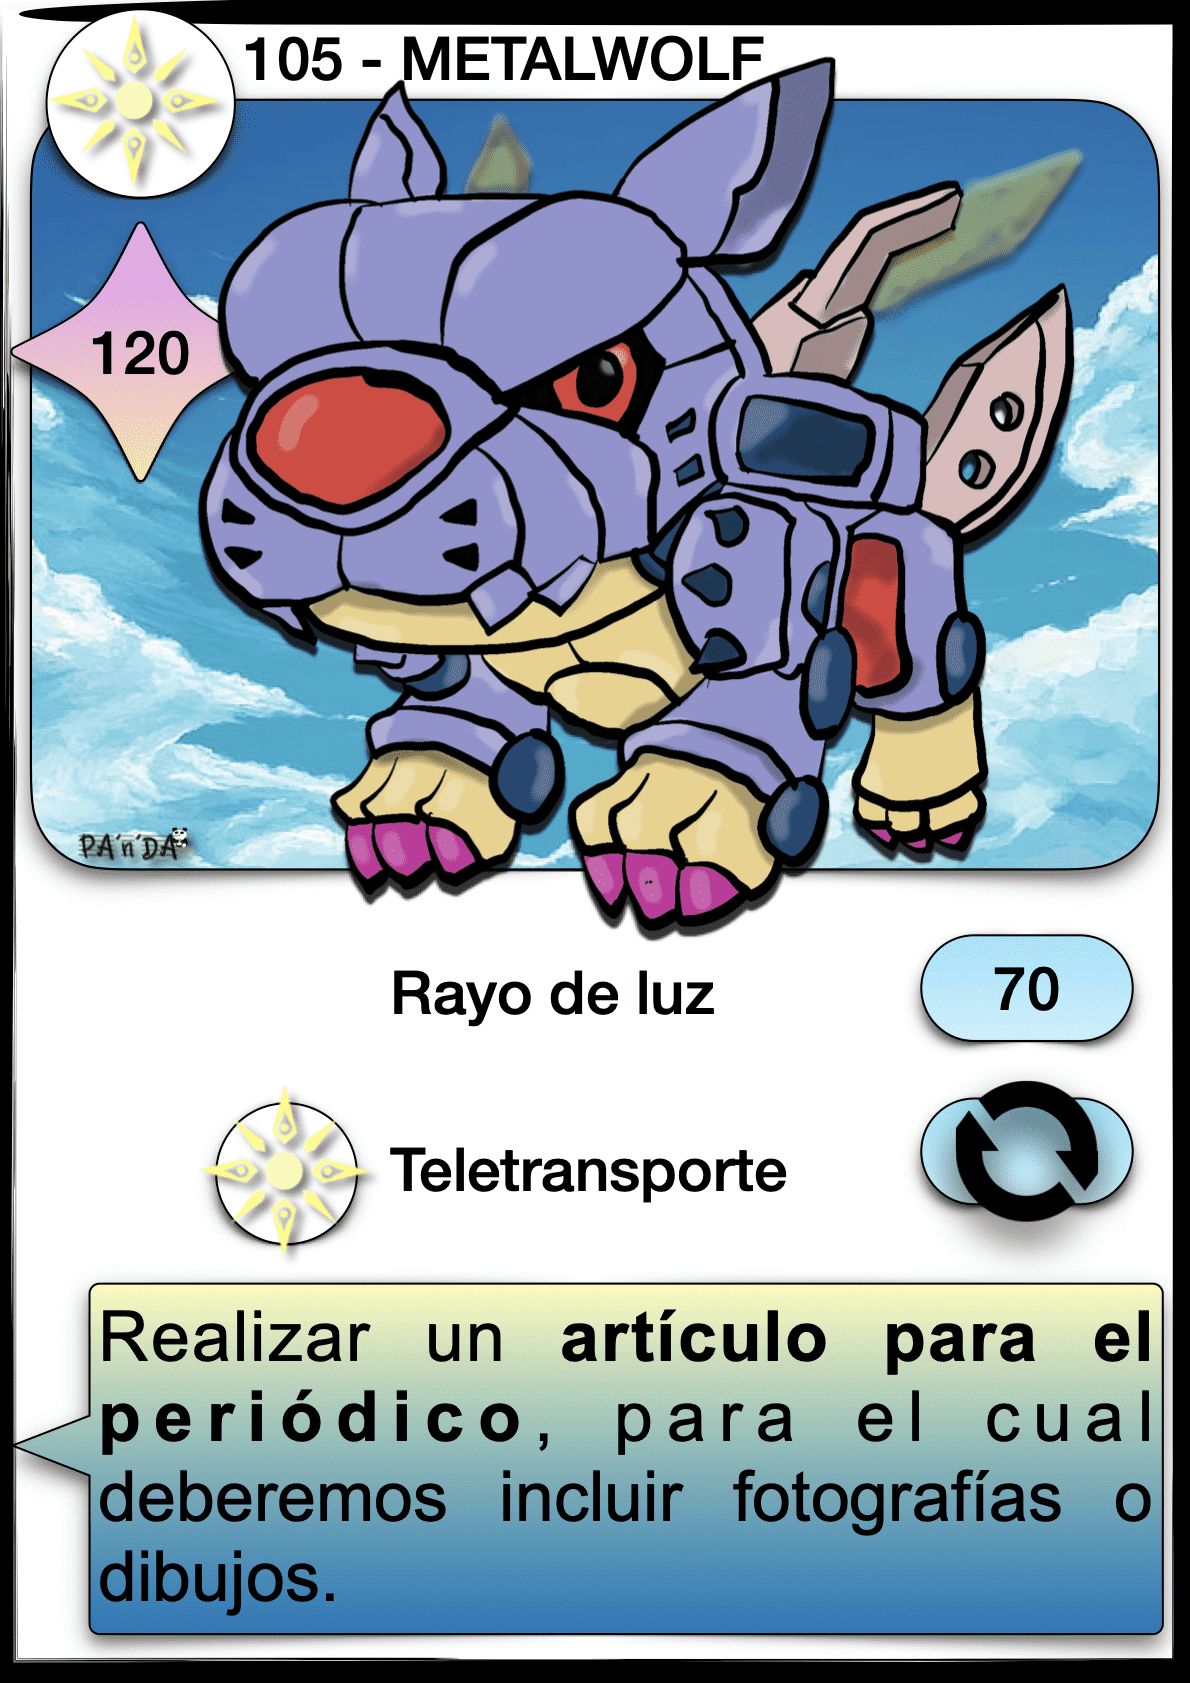 105 - METALWOLF
120
PA'n'DA
Rayo de luz
70
Teletransporte
Realizar un artículo para el
periódico, para el cual
deberemos incluir fotografías o
dibujos.